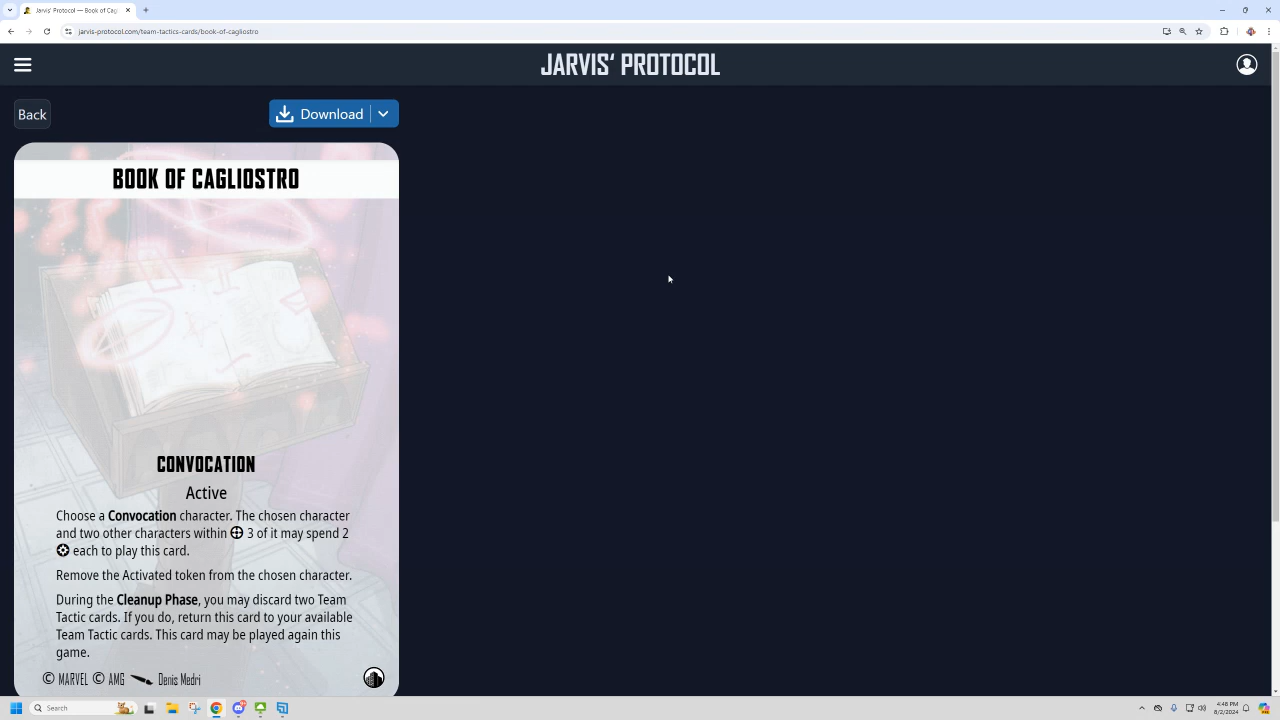 Jarvis' Protocol — Book of Cagl
jarvis-protocol.com/team-tactics-cards/book-of-cagliostro
JARVIS' PROTOCOL
Back
Download
BOOK OF CAGLIOSTRO
CONVOCATION
Active
Choose a Convocation character. The chosen character
and two other characters within 3 of it may spend 2
each to play this card.
Remove the Activated token from the chosen character.
During the Cleanup Phase, you may discard two Team
Tactic cards. If you do, return this card to your available
Team Tactic cards. This card may be played again this
game.
© MARVEL © AMG Denis Medri
Search
4:48 PM
8/2/2024